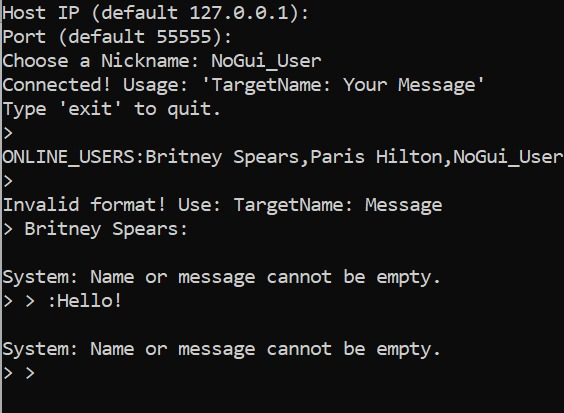 Host IP (default 127.0.0.1):
Port (default 55555):
Choose a Nickname: NoGui_User
Connected! Usage: 'TargetName: Your Message'
Type 'exit' to quit.
>
ONLINE_USERS:Britney Spears,Paris Hilton,NoGui_User
>
Invalid format! Use: TargetName: Message
> Britney Spears:
System: Name or message cannot be empty.
> > :Hello!
System: Name or message cannot be empty.
> >